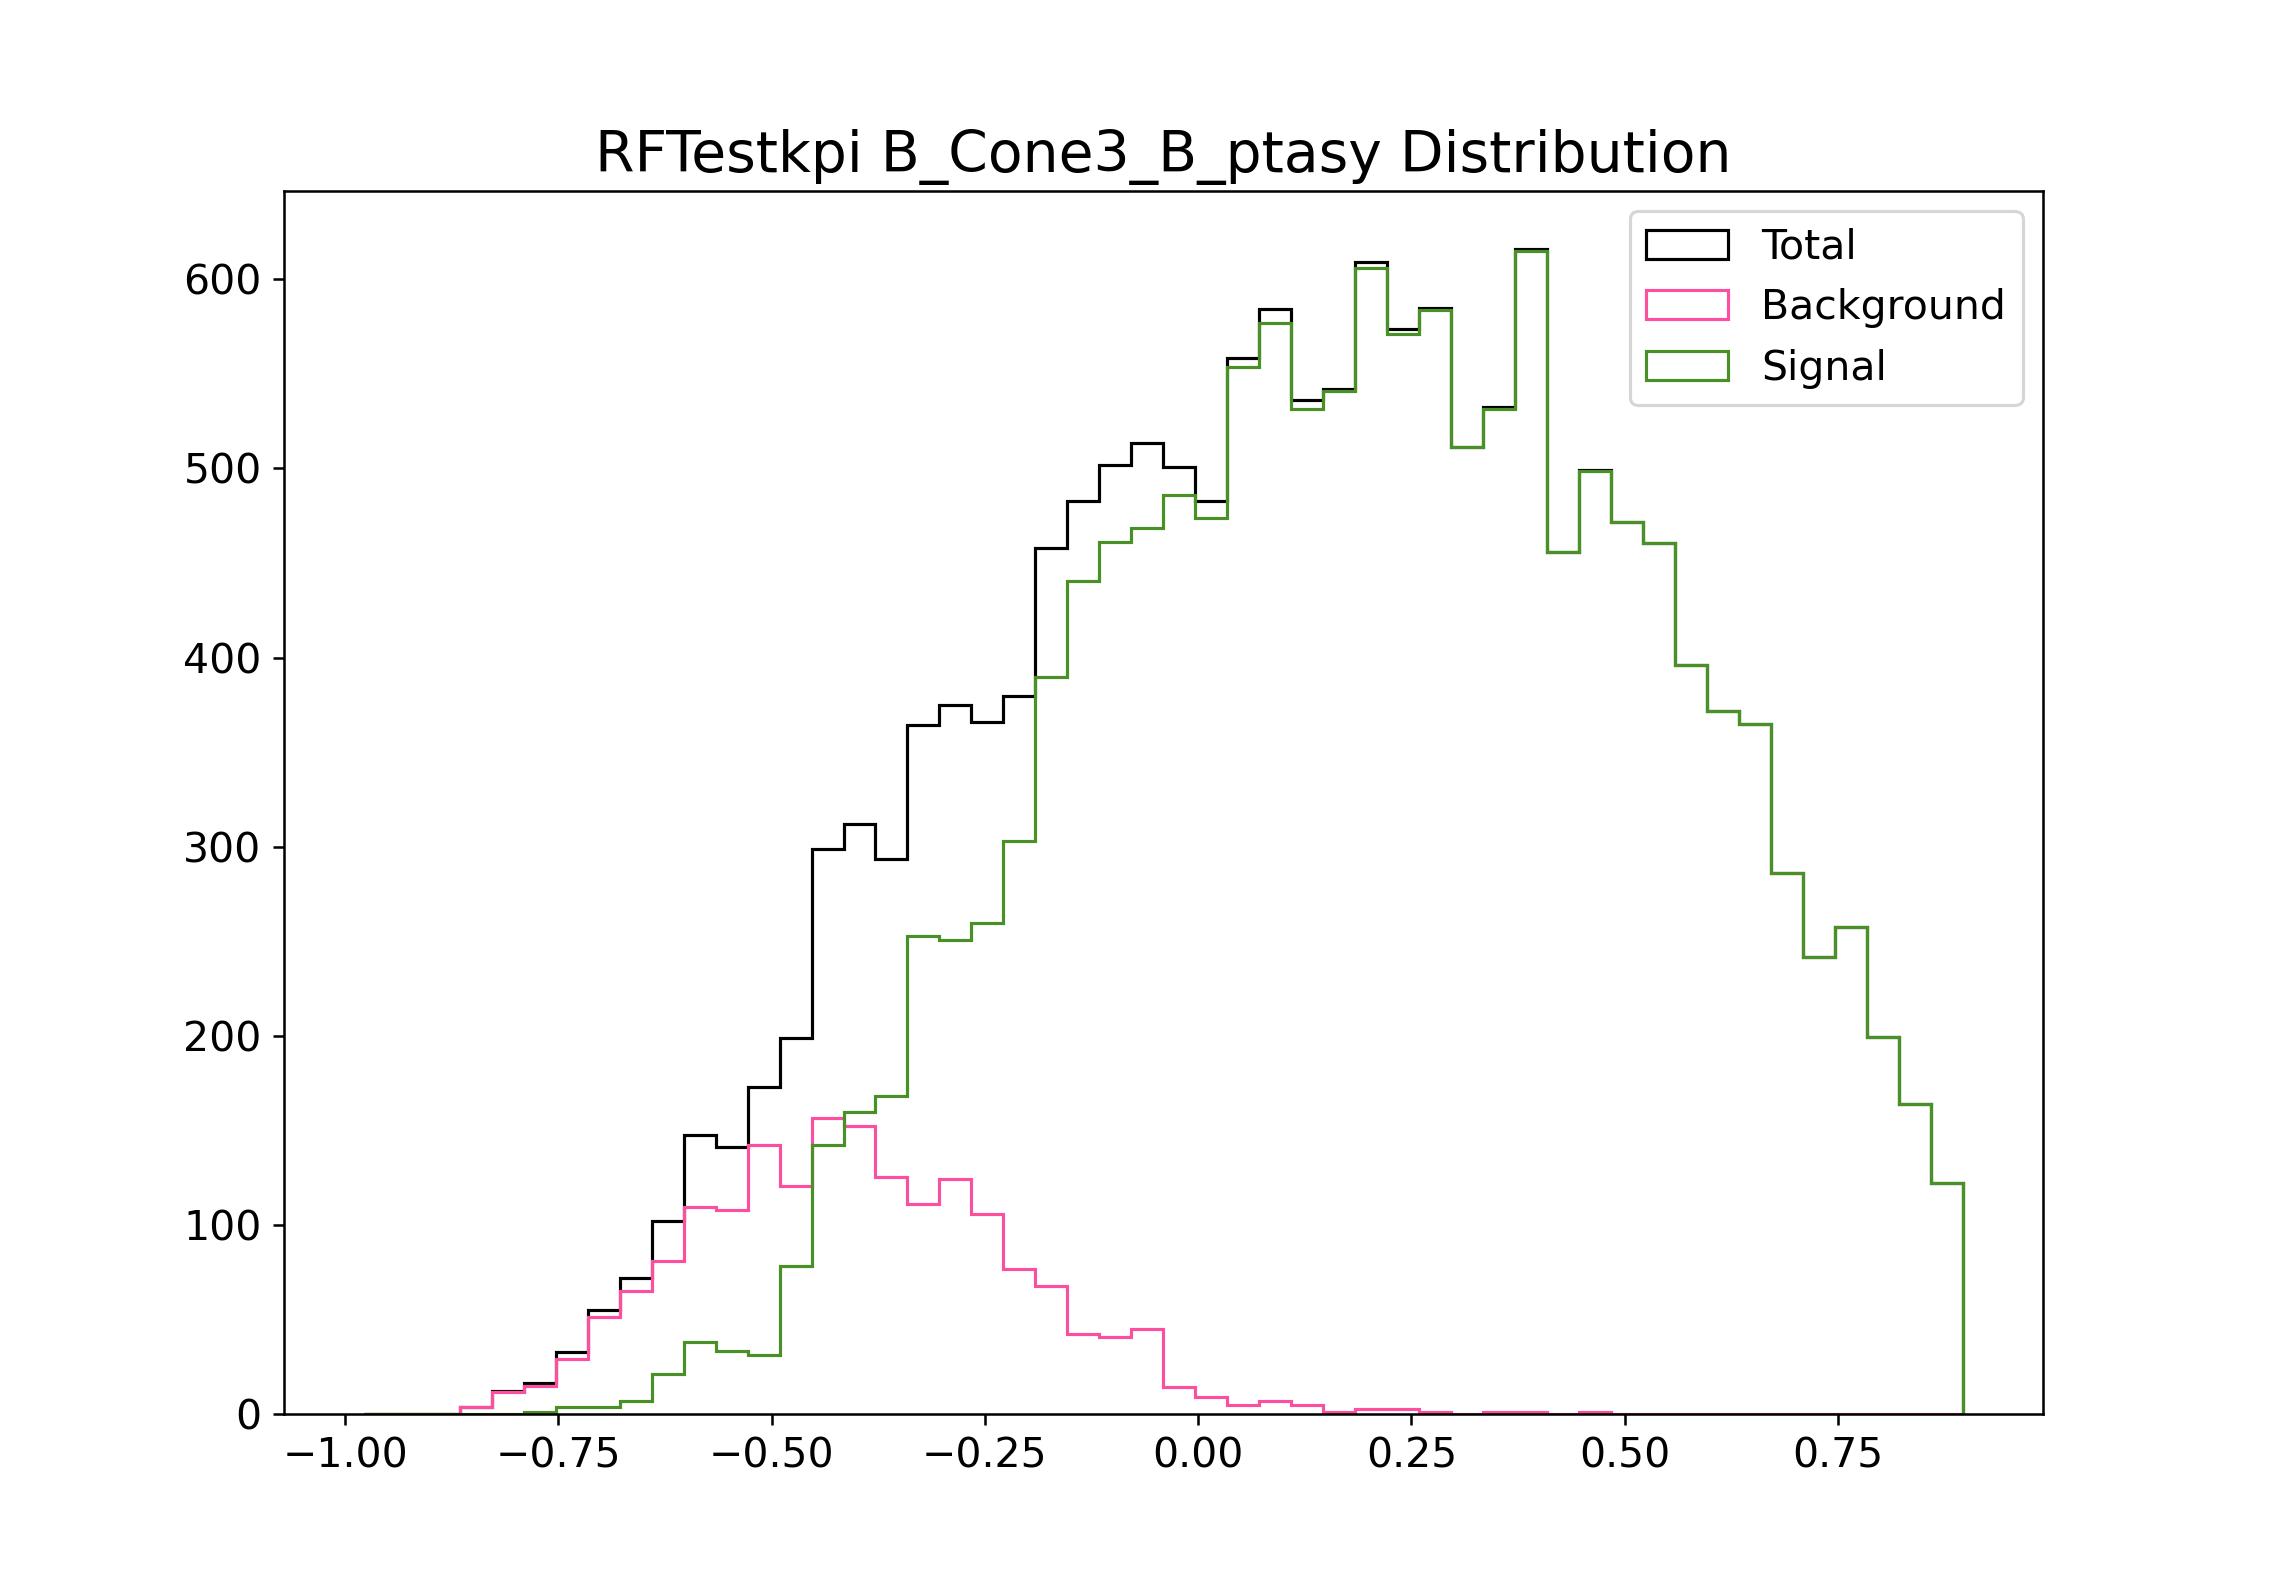 RFTestkpi B_Cone3_B_ptasy Distribution
Total
Background
Signal
600
500
400
300
200
100
0
−1.00 −0.75 −0.50 −0.25 0.00 0.25 0.50 0.75